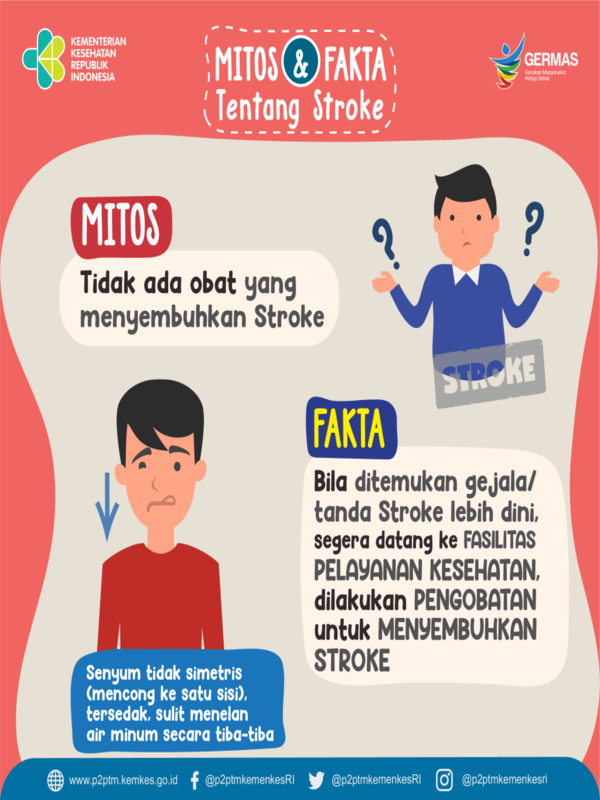 KEMENTERIAN
KESEHATAN
REPUBLIK
INDONESIA
MITOS & FAKTA
Tentang Stroke
GERMAS
Gerakan Masyarakat
Hidup Sehat
MITOS
Tidak ada obat yang
menyembuhkan Stroke
? ?
STROKE
FAKTA
Bila ditemukan gejala/
tanda Stroke lebih dini,
segera datang ke FASILITAS
PELAYANAN KESEHATAN,
dilakukan PENGOBATAN
untuk MENYEMBUHKAN
STROKE
Senyum tidak simetris
(mencong ke satu sisi),
tersedak, sulit menelan
air minum secara tiba-tiba
www.p2ptm.kemkes.go.id @p2ptmkemenkesRI @p2ptmkemenkesRI @p2ptmkemenkesri